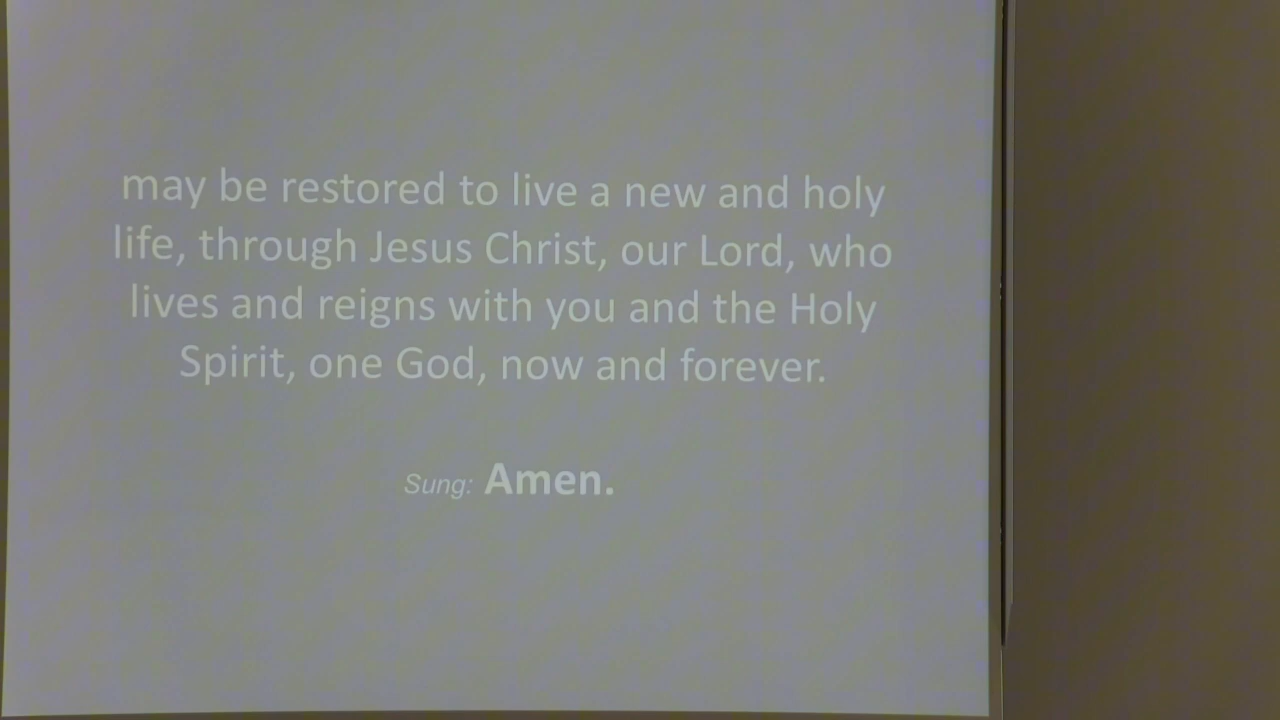 may be restored to live a new and holy
life, through Jesus Christ, our Lord, who
lives and reigns with you and the Holy
Spirit, one God, now and forever.
Sung: Amen.